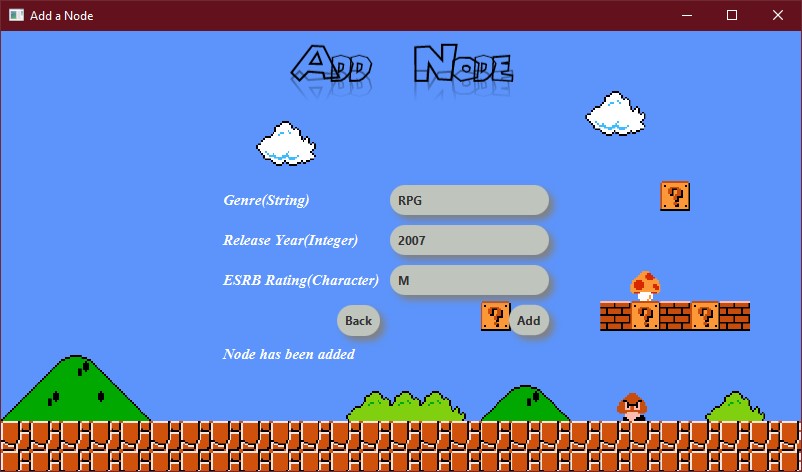 Add a Node
Add Node
Genre(String) RPG
Release Year(Integer) 2007
ESRB Rating(Character) M
Back Add
Node has been added
? 
? ? ?